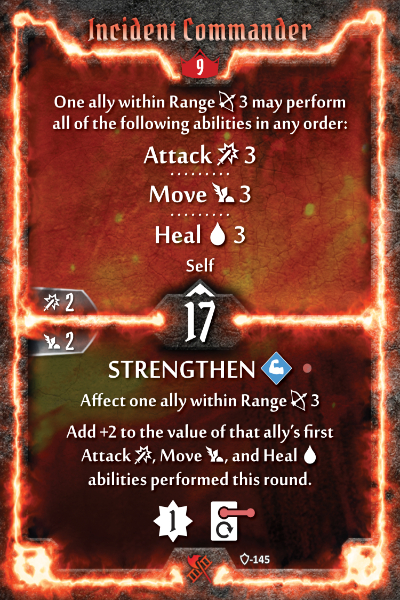 Incident Commander
9
One ally within Range 3 may perform
all of the following abilities in any order:
Attack 3
Move 3
Heal 3
Self
2
17
2
STRENGTHEN
Affect one ally within Range 3
Add +2 to the value of that ally's first
Attack, Move, and Heal
abilities performed this round.
1
-145